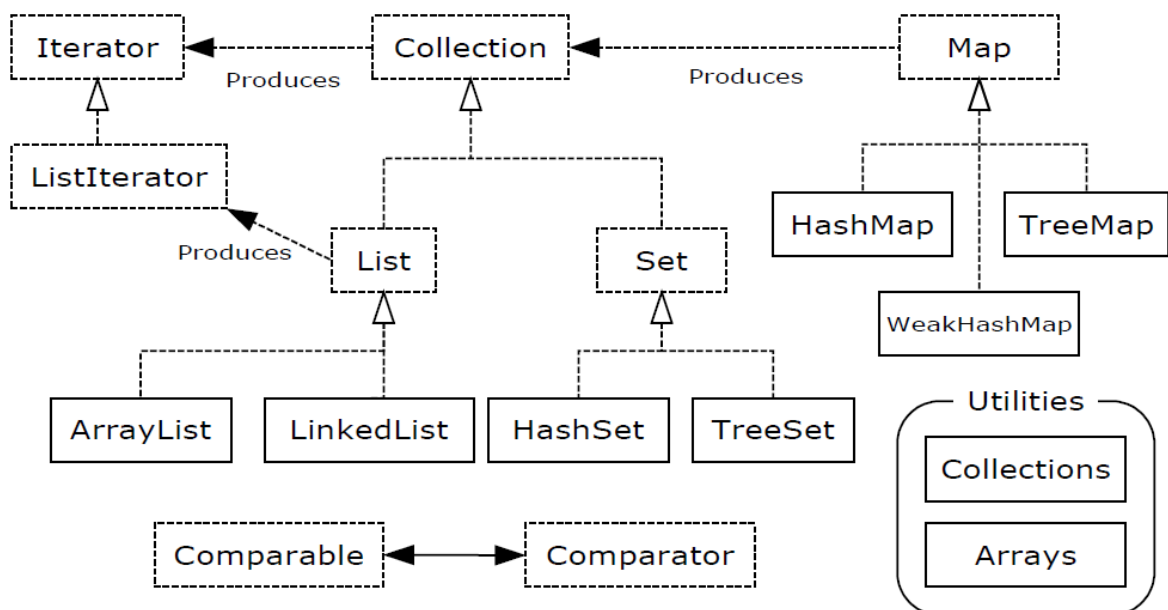 Iterator
Collection
Map
Produces
Produces
ListIterator
HashMap
TreeMap
Produces
List
Set
WeakHashMap
ArrayList
LinkedList
HashSet
TreeSet
Utilities
Collections
Arrays
Comparable
Comparator